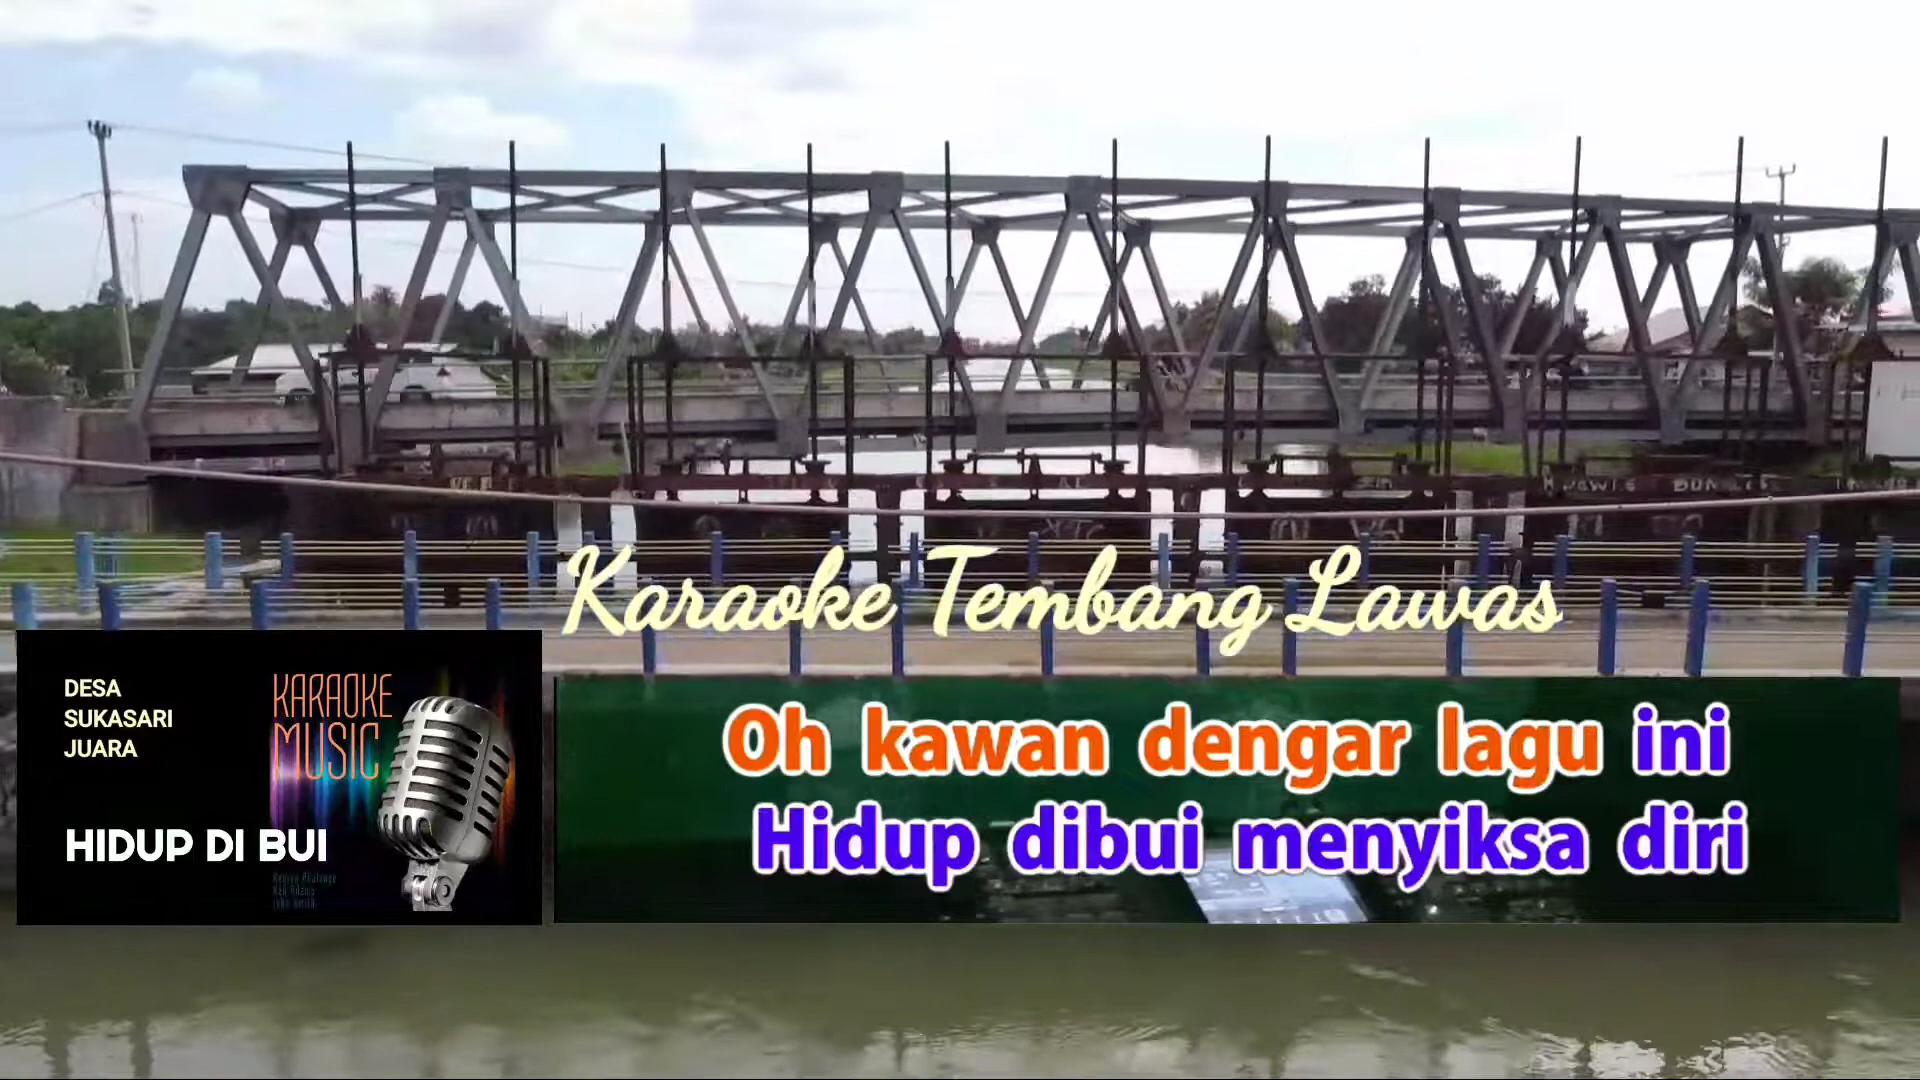 Karaoke Tembang Lawas
DESA
SUKASARI
JUARA
KARAOKE
MUSIC
HIDUP DI BUI
Oh kawan dengar lagu ini
Hidup dibui menyiksa diri